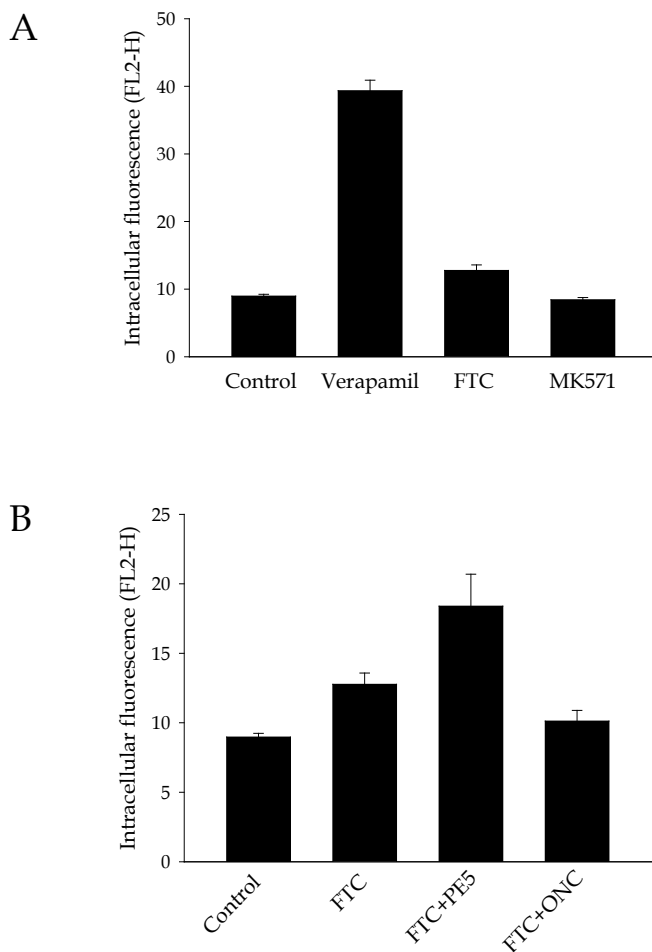 A
Intracellular fluorescence (FL2-H)
50
40
30
20
10
0
Control Verapamil FTC MK571
B
Intracellular fluorescence (FL2-H)
25
20
15
10
5
0
Control FTC FTC+PE5 FTC+ONC